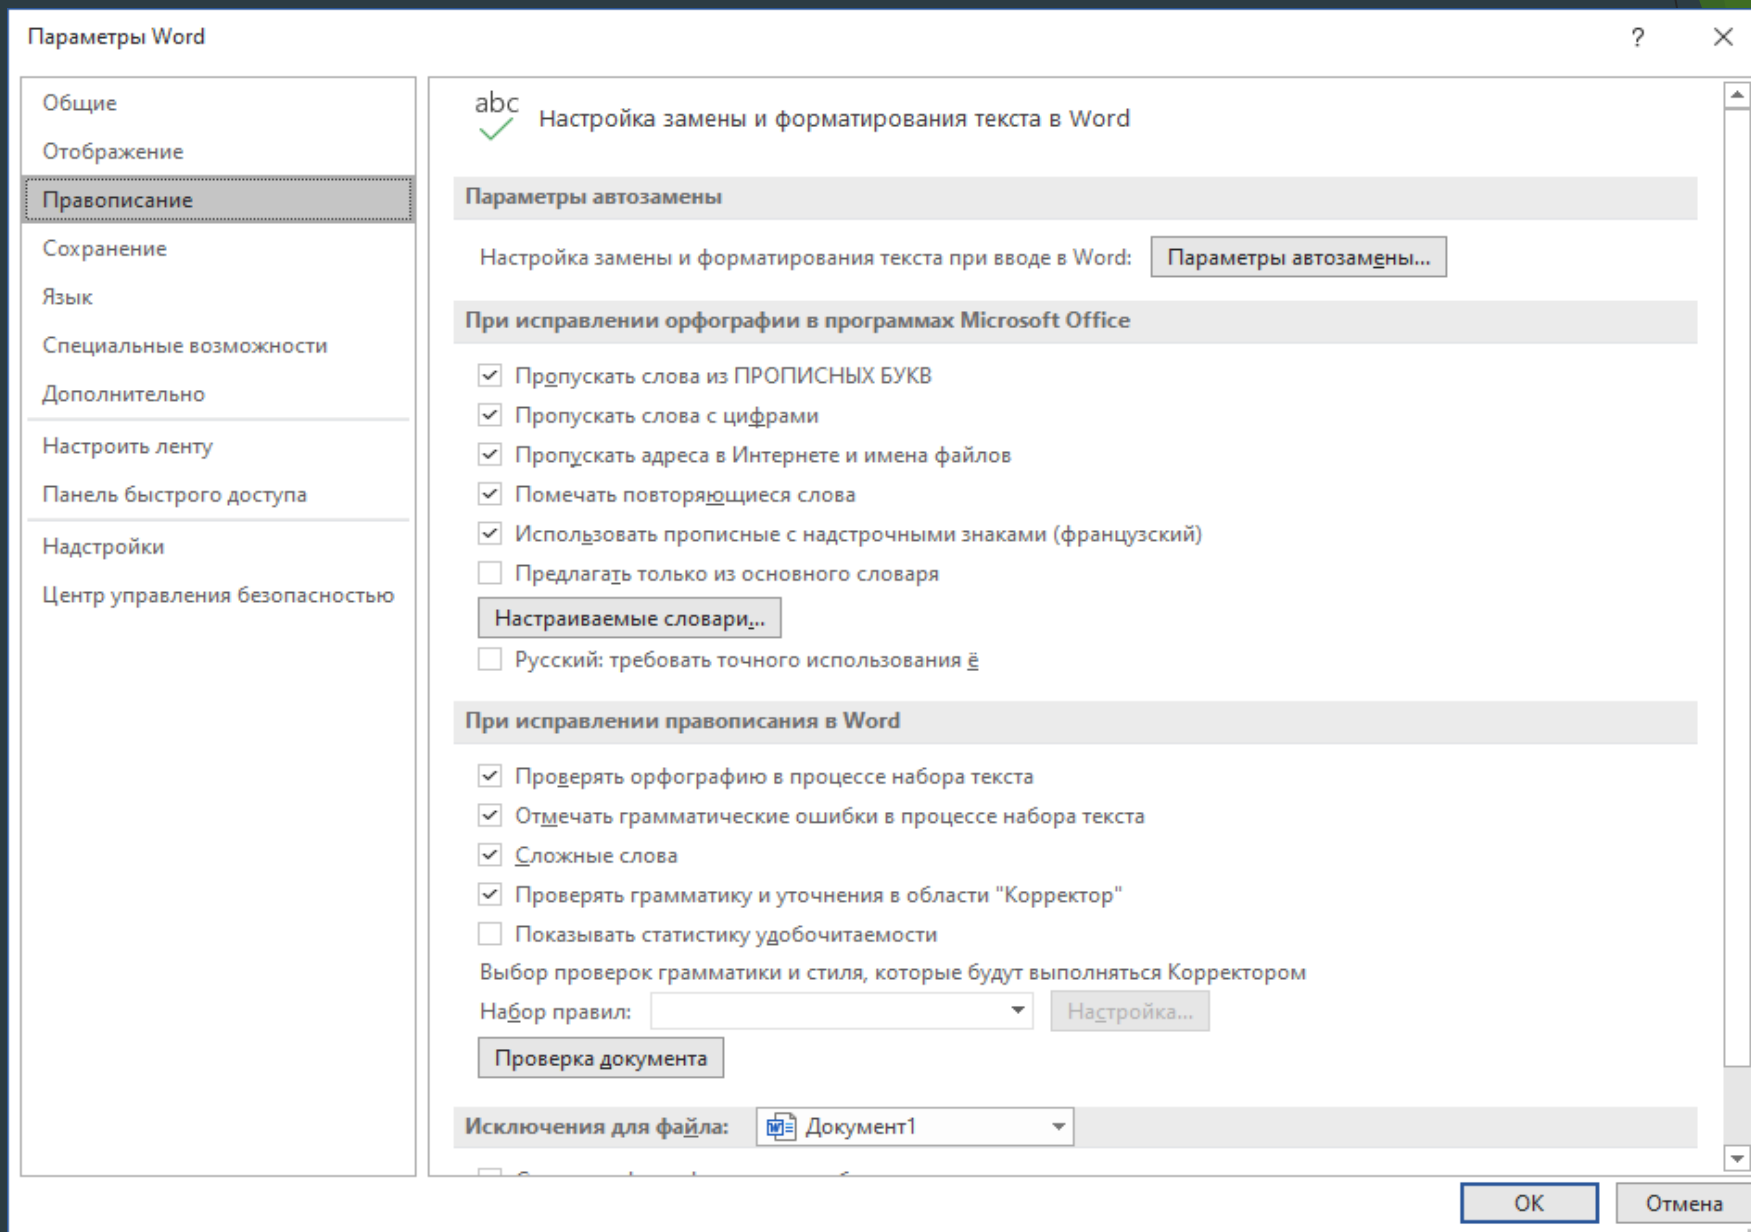 Параметры Word
?
Общие
Отображение
Правописание
Сохранение
Язык
Специальные возможности
Дополнительно
Настроить ленту
Панель быстрого доступа
Надстройки
Центр управления безопасностью
abc
Настройка замены и форматирования текста в Word
Параметры автозамены
Настройка замены и форматирования текста при вводе в Word: Параметры автозамены...
При исправлении орфографии в программах Microsoft Office
Пропускать слова из ПРОПИСНЫХ БУКВ
Пропускать слова с цифрами
Пропускать адреса в Интернете и имена файлов
Помечать повторяющиеся слова
Использовать прописные с надстрочными знаками (французский)
Предлагать только из основного словаря
Настраиваемые словари...
Русский: требовать точного использования ё
При исправлении правописания в Word
Проверять орфографию в процессе набора текста
Отмечать грамматические ошибки в процессе набора текста
Сложные слова
Проверять грамматику и уточнения в области "Корректор"
Показывать статистику удобочитаемости
Выбор проверок грамматики и стиля, которые будут выполняться Корректором
Набор правил: Настройка...
Проверка документа
Исключения для файла: Документ1
ОК
Отмена